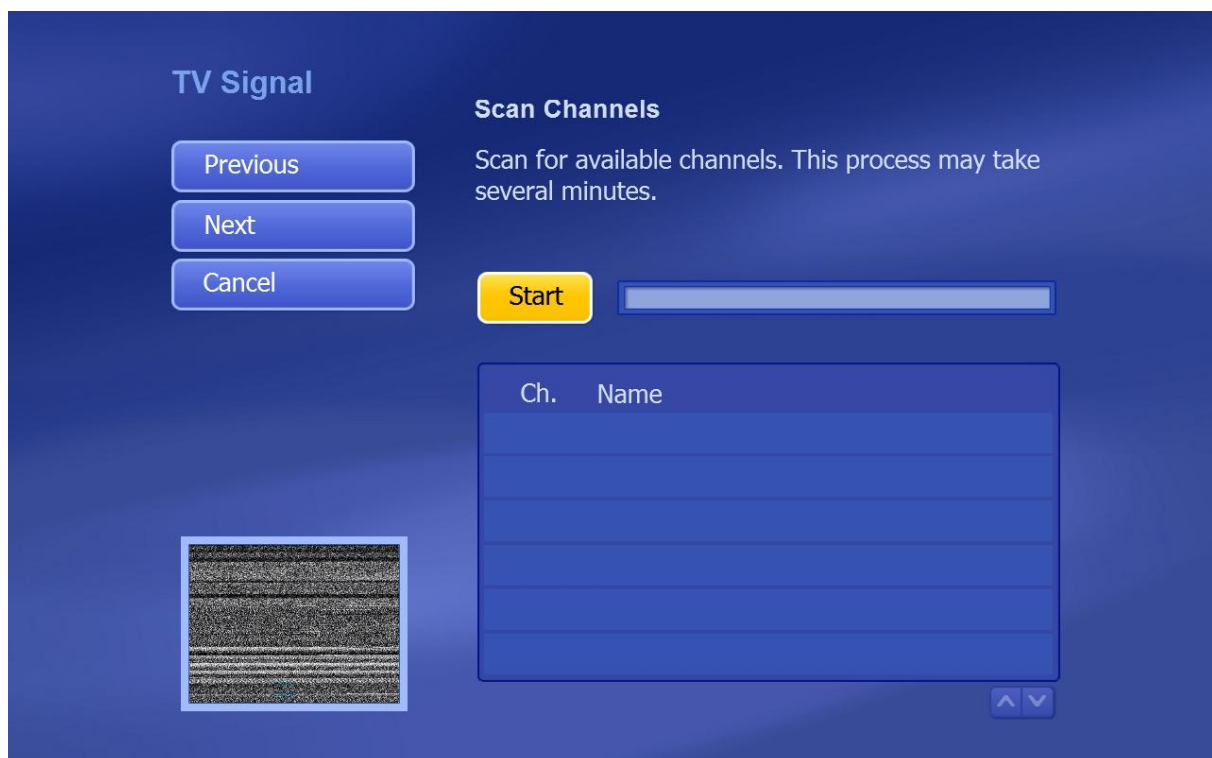 TV Signal
Previous
Next
Cancel
Scan Channels
Scan for available channels. This process may take
several minutes.
Start
Ch. Name